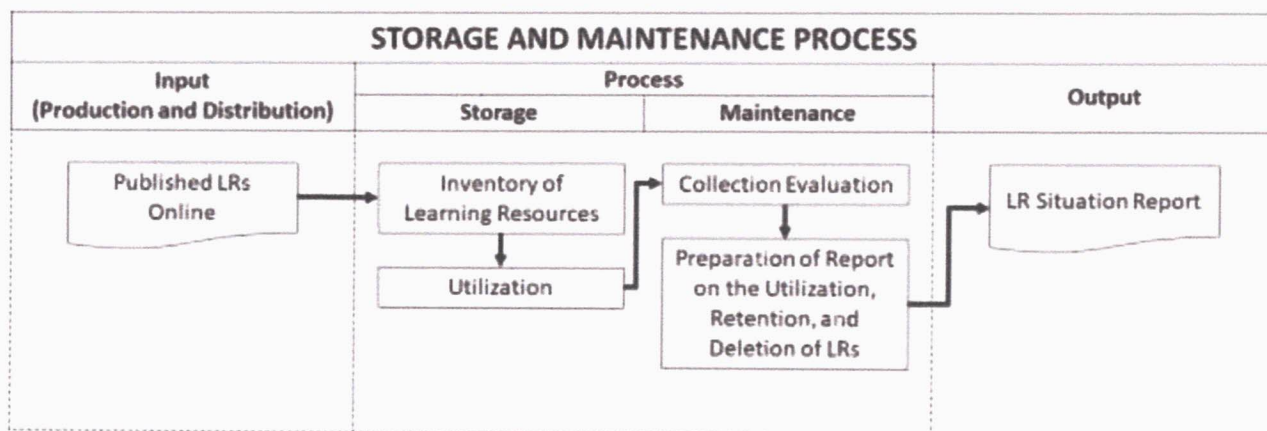 STORAGE AND MAINTENANCE PROCESS
Input
(Production and Distribution)
Process
Storage
Maintenance
Output
Published LRs
Online
Inventory of
Learning Resources
Utilization
Collection Evaluation
Preparation of Report
on the Utilization,
Retention, and
Deletion of LRs
LR Situation Report